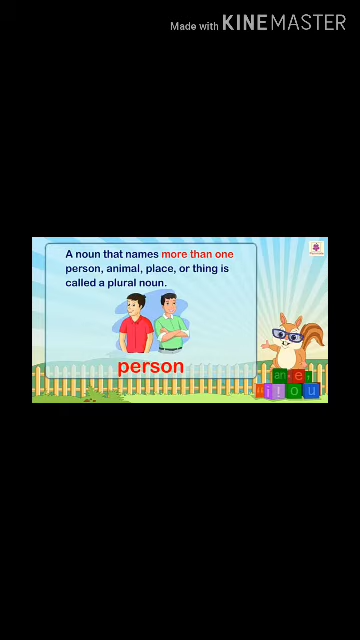 Made with KINEMASTER
A noun that names more than one
person, animal, place, or thing is
called a plural noun.
person
an e
i o u